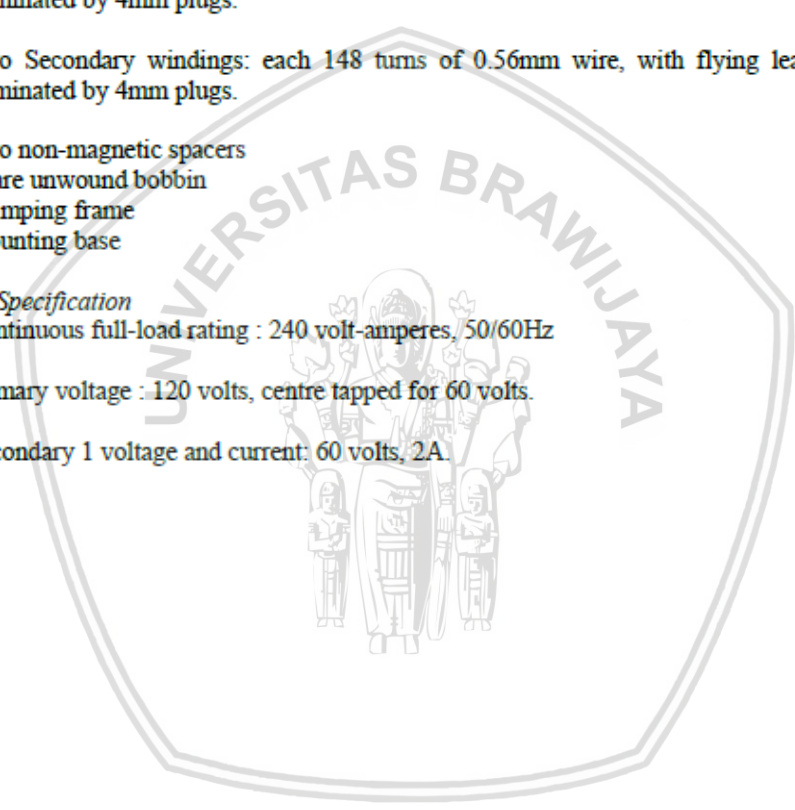 minated by 4mm plugs.
o Secondary windings: each 148 turns of 0.56mm wire, with flying lea
minated by 4mm plugs.
o non-magnetic spacers
are unwound bobbin
mping frame
unting base
Specification
ntinuous full-load rating : 240 volt-amperes, 50/60Hz
mary voltage : 120 volts, centre tapped for 60 volts.
condary 1 voltage and current: 60 volts, 2A.
UNIVERSITAS BRAWIJAYA